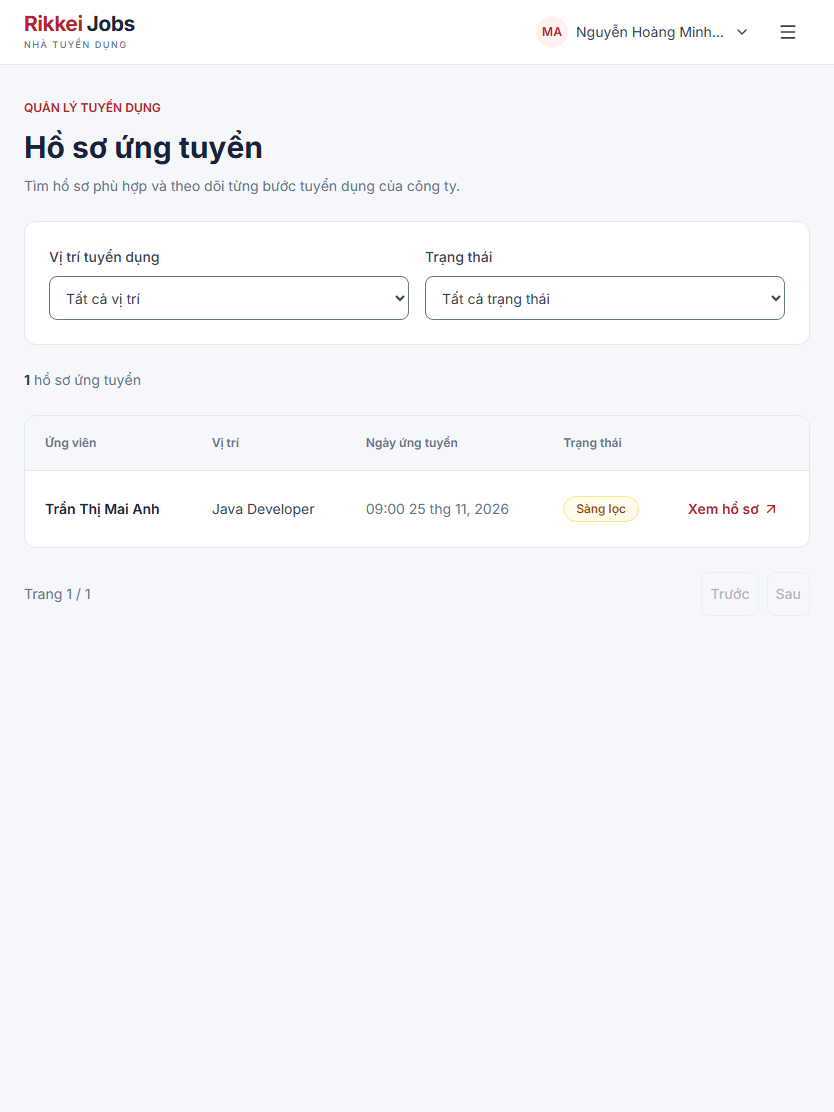 Rikkei Jobs
NHÀ TUYỂN DỤNG
MA
Nguyễn Hoàng Minh...
QUẢN LÝ TUYỂN DỤNG
Hồ sơ ứng tuyển
Tìm hồ sơ phù hợp và theo dõi từng bước tuyển dụng của công ty.
Vị trí tuyển dụng
Trạng thái
Tất cả vị trí
Tất cả trạng thái
1 hồ sơ ứng tuyển
Ứng viên Vị trí Ngày ứng tuyển Trạng thái
Trần Thị Mai Anh Java Developer 09:00 25 thg 11, 2026 Sàng lọc Xem hồ sơ
Trang 1 / 1
Trước
Sau